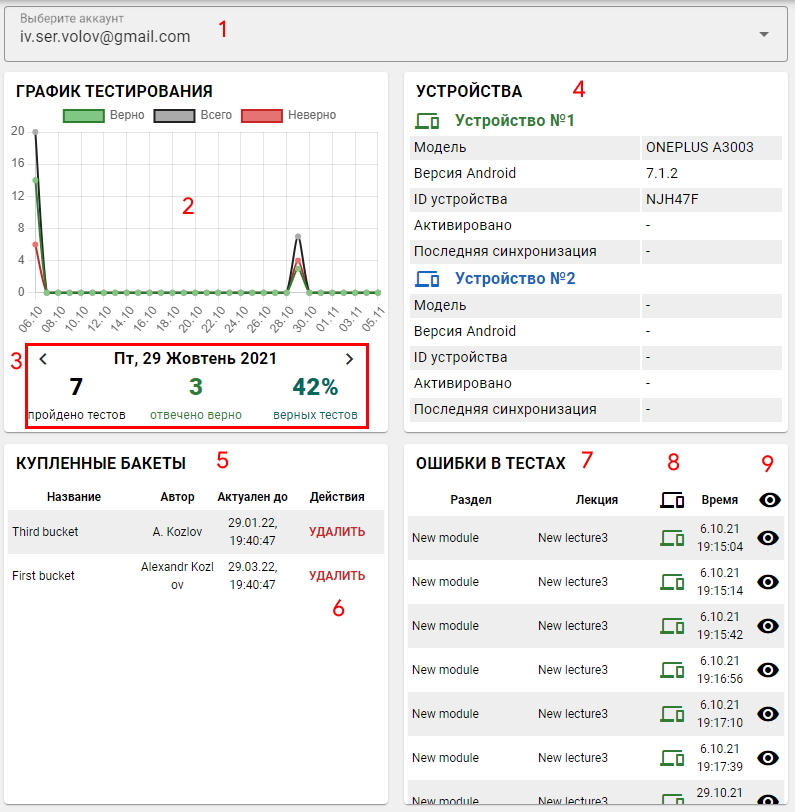 Выберите аккаунт
iv.ser.volov@gmail.com
1
ГРАФИК ТЕСТИРОВАНИЯ
Верно Всего Неверно
20
16
12
8
4
0
2
06.10 08.10 10.10 12.10 14.10 16.10 18.10 20.10 22.10 24.10 26.10 28.10 30.10 01.11 03.11 05.11
3
Пт, 29 Жовтень 2021
7 3 42%
пройдено тестов отвечено верно верных тестов
УСТРОЙСТВА 4
Устройство №1
Модель ONEPLUS A3003
Версия Android 7.1.2
ID устройства NJH47F
Активировано -
Последняя синхронизация -
Устройство №2
Модель -
Версия Android -
ID устройства -
Активировано -
Последняя синхронизация -
КУПЛЕННЫЕ БАКЕТЫ 5
Название Автор Актуален до Действия
Third bucket A. Kozlov 29.01.22, УДАЛИТЬ
19:40:47
First bucket Alexandr Kozl 29.03.22, УДАЛИТЬ
ов 19:40:47
6
ОШИБКИ В ТЕСТАХ 7 8 9
Раздел Лекция Время
New module New lecture3 6.10.21
19:15:04
New module New lecture3 6.10.21
19:15:14
New module New lecture3 6.10.21
19:15:42
New module New lecture3 6.10.21
19:16:56
New module New lecture3 6.10.21
19:17:10
New module New lecture3 6.10.21
19:17:39
New module New lecture3 29.10.21